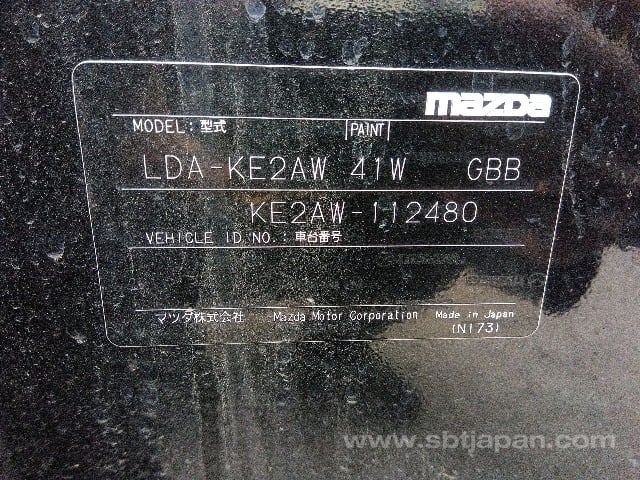 mazda
MODEL: 型式 PAINT
LDA-KE2AW 41W GBB
KE2AW-112480
VEHICLE ID NO.: 車台番号
マツダ株式会社 Mazda Motor Corporation Made in Japan
(N173)
www.sbtjapan.com